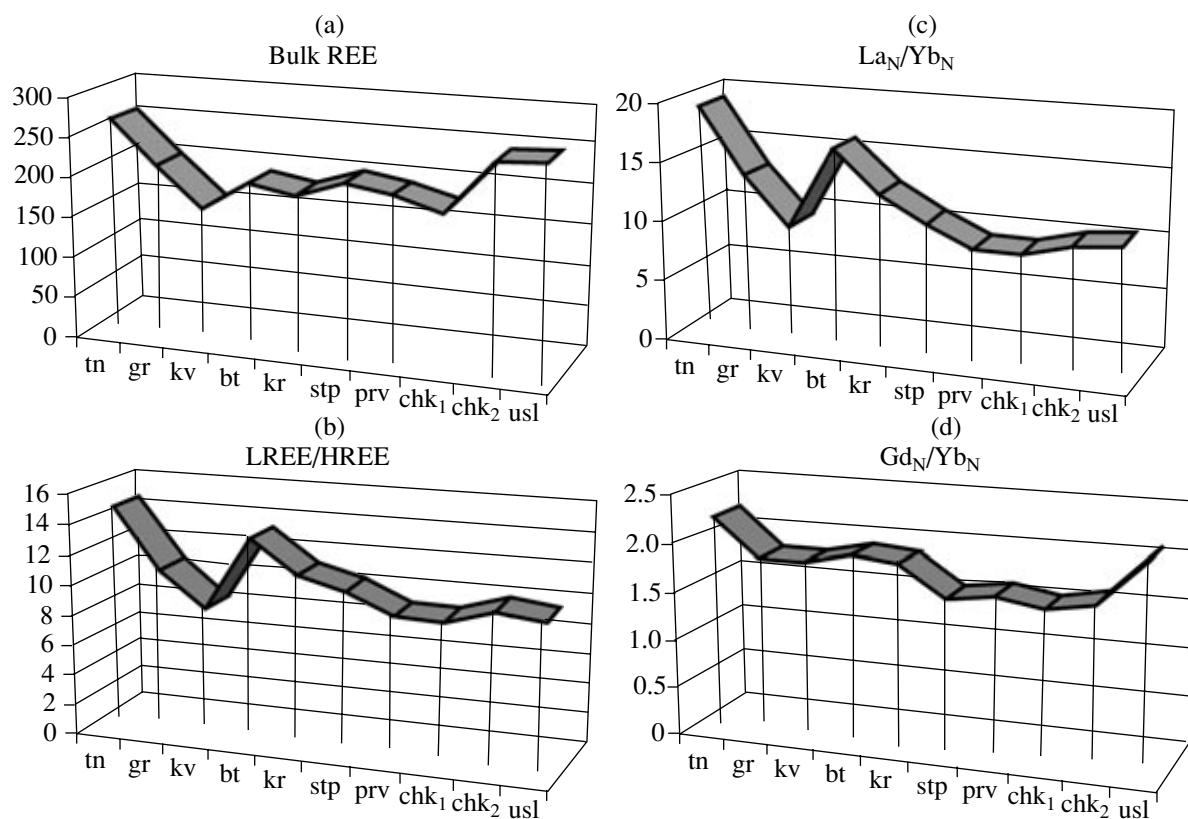 (a)
Bulk REE
300
250
200
150
100
50
0
tn gr kv bt kr stp prv chk₁ chk₂ usl
(c)
Laₙ/Ybₙ
20
15
10
5
0
tn gr kv bt kr stp prv chk₁ chk₂ usl
(b)
LREE/HREE
16
14
12
10
8
6
4
2
0
tn gr kv bt kr stp prv chk₁ chk₂ usl
(d)
Gdₙ/Ybₙ
2.5
2.0
1.5
1.0
0.5
0
tn gr kv bt kr stp prv chk₁ chk₂ usl